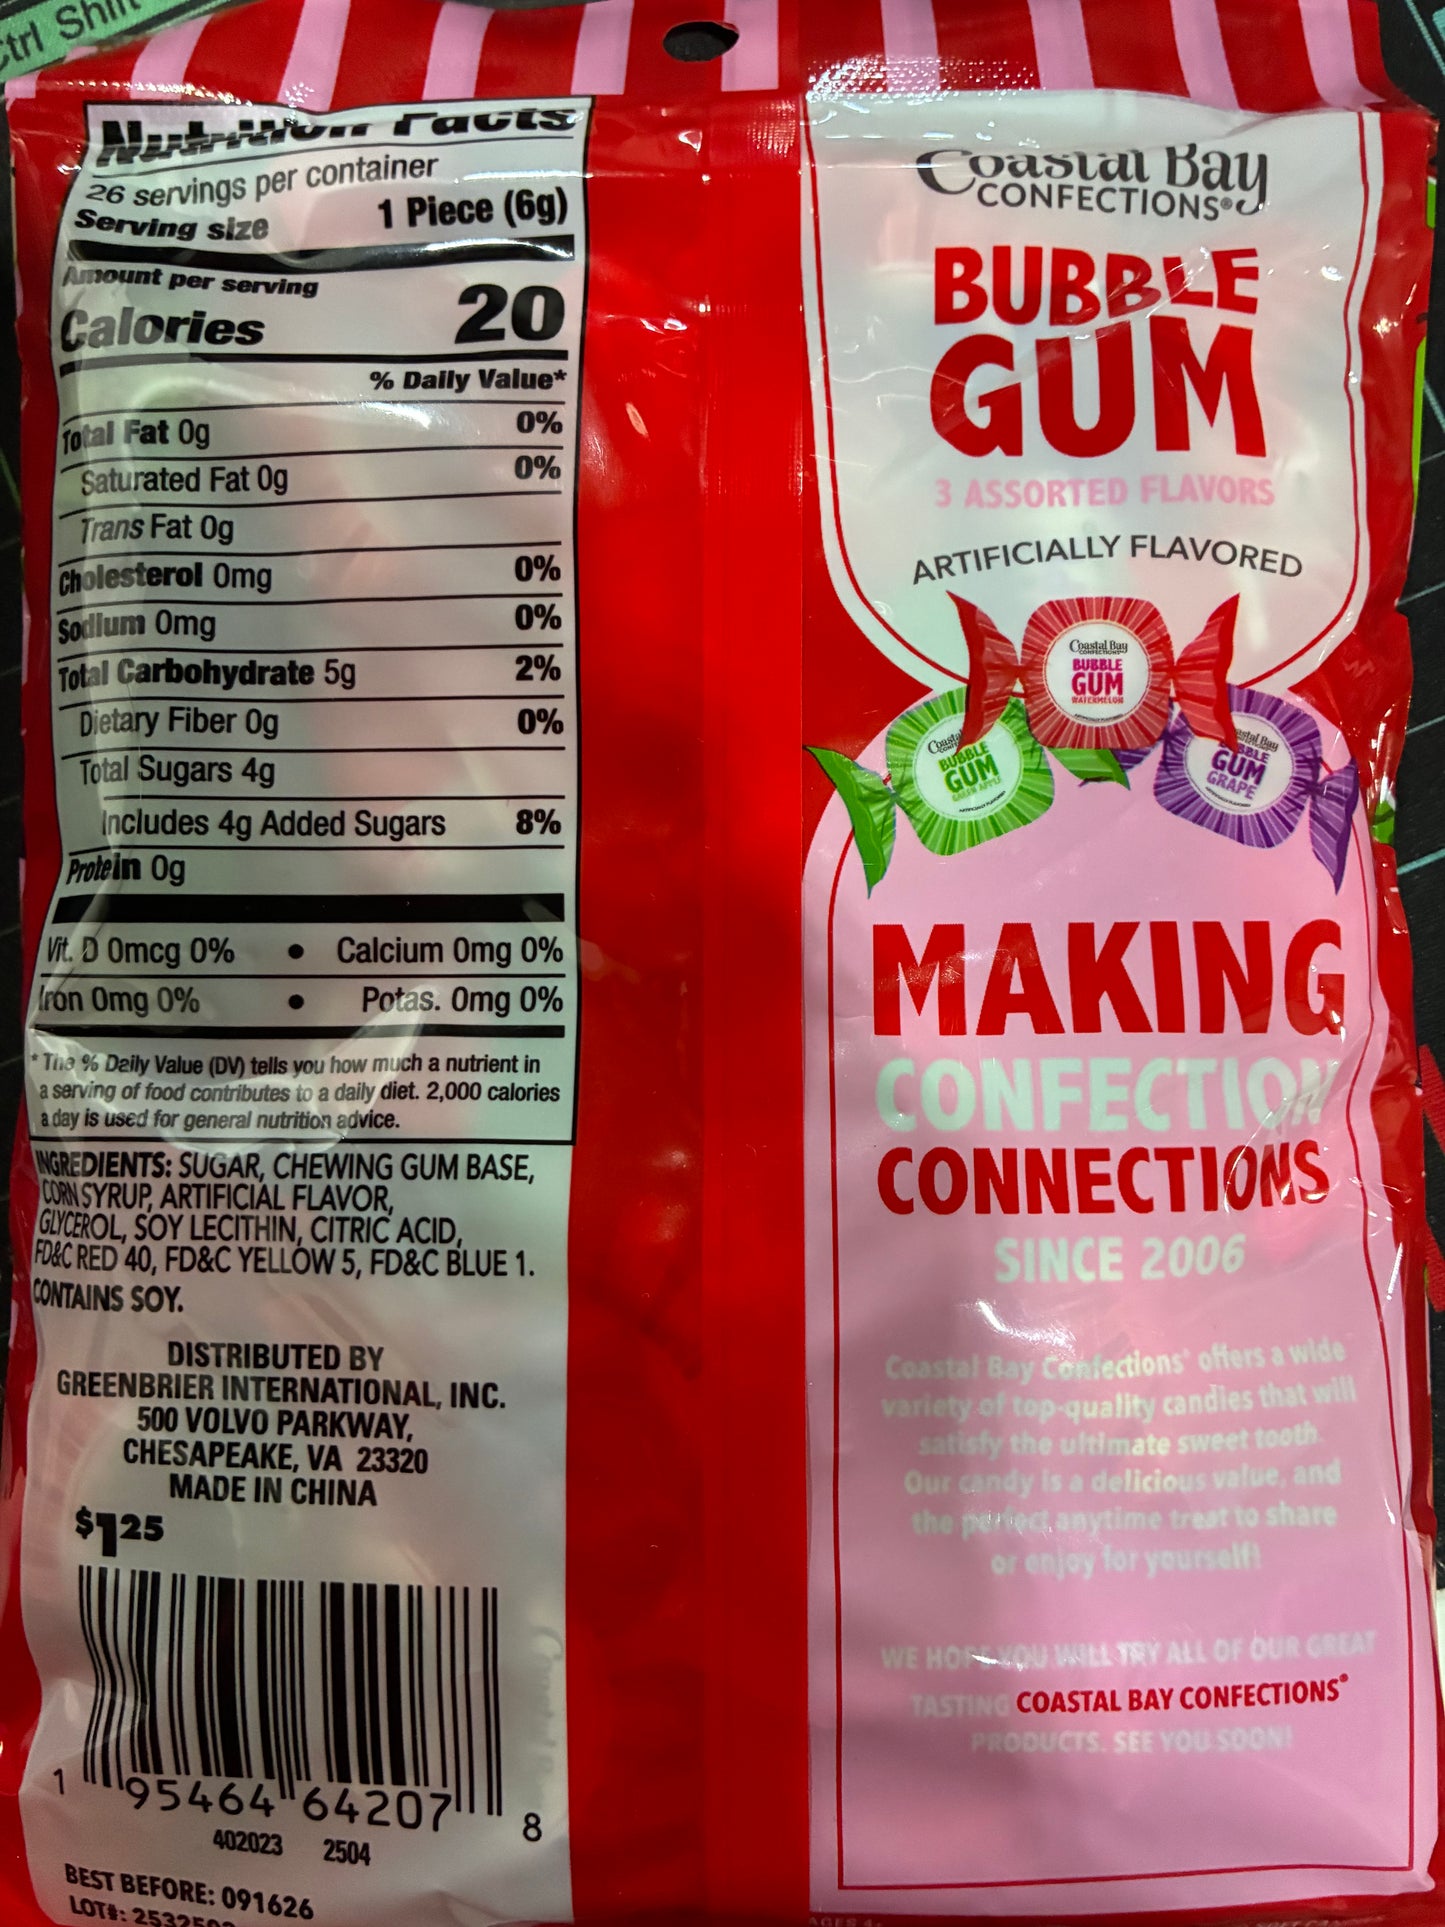 Ctrl Shift
Nutrition Facts
26 servings per container
Serving size 1 Piece (6g)
Amount per serving
Calories 20
% Daily Value*
Total Fat 0g 0%
Saturated Fat 0g 0%
Trans Fat 0g
Cholesterol 0mg 0%
Sodium 0mg 0%
Total Carbohydrate 5g 2%
Dietary Fiber 0g 0%
Total Sugars 4g
Includes 4g Added Sugars 8%
Protein 0g
Vit. D 0mcg 0% • Calcium 0mg 0%
Iron 0mg 0% • Potas. 0mg 0%
* The % Daily Value (DV) tells you how much a nutrient in
a serving of food contributes to a daily diet. 2,000 calories
a day is used for general nutrition advice.
INGREDIENTS: SUGAR, CHEWING GUM BASE,
CORN SYRUP, ARTIFICIAL FLAVOR,
GLYCEROL, SOY LECITHIN, CITRIC ACID,
FD&C RED 40, FD&C YELLOW 5, FD&C BLUE 1.
CONTAINS SOY.
DISTRIBUTED BY
GREENBRIER INTERNATIONAL, INC.
500 VOLVO PARKWAY,
CHESAPEAKE, VA 23320
MADE IN CHINA
$1.25
1 95464 64207 8
402023 2504
BEST BEFORE: 091626
LOT#:
Coastal Bay
CONFECTIONS®
BUBBLE
GUM
3 ASSORTED FLAVORS
ARTIFICIALLY FLAVORED
Coastal Bay
CONFECTIONS
BUBBLE
GUM
WATERMELON
ARTIFICIALLY FLAVORED
BUBBLE
GUM
GREEN APPLE
Coastal Bay
BUBBLE
GUM
GRAPE
MAKING
CONFECTION
CONNECTIONS
SINCE 2006
Coastal Bay Confections® offers a wide
variety of top-quality candies that will
satisfy the ultimate sweet tooth.
Our candy is a delicious value, and
the perfect anytime treat to share
or enjoy for yourself!
WE HOPE YOU WILL TRY ALL OF OUR GREAT
TASTING COASTAL BAY CONFECTIONS®
PRODUCTS. SEE YOU SOON!
AGES 4+